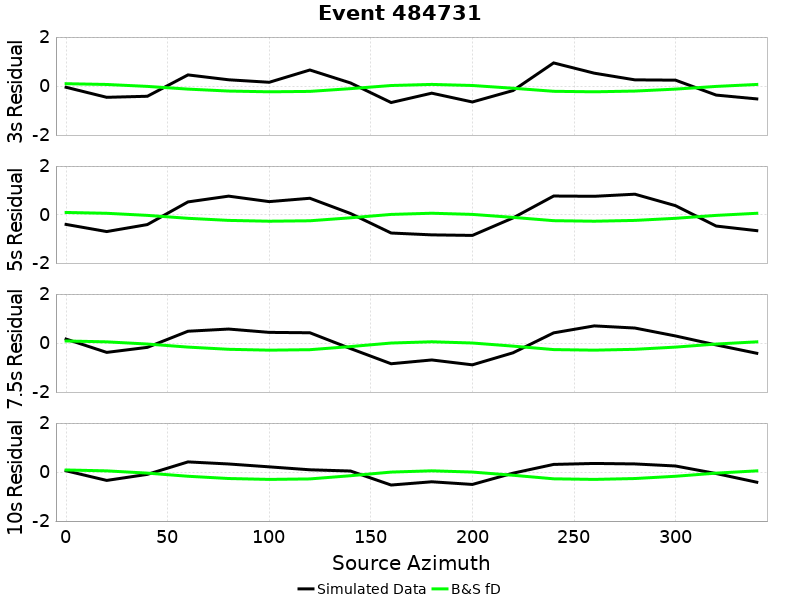 Event 484731
3s Residual
2
0
-2
5s Residual
2
0
-2
7.5s Residual
2
0
-2
10s Residual
2
0
-2
0 50 100 150 200 250 300
Source Azimuth
Simulated Data B&S fD